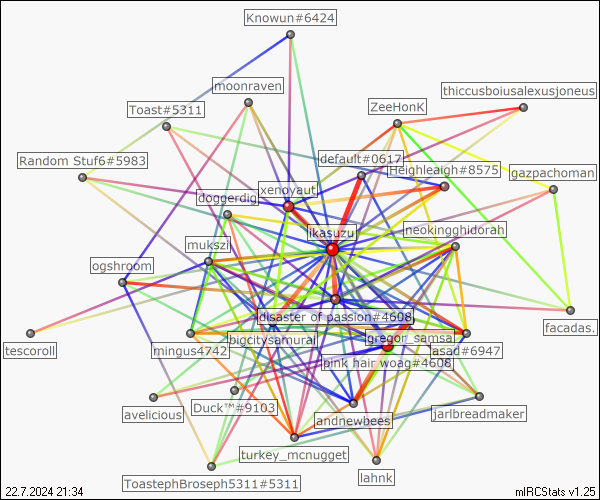 Knowun#6424
moonraven
thiccusboiusalexusjoneus
Toast#5311
ZeeHonK
Random Stuf6#5983
default#0617
Heighleaigh#8575
gazpachoman
xenoyaut
doggerdig
ikasuzu
neokingghidorah
mukszi
ogshroom
disaster of passion#4608
facadas.
tescoroll
mingus4742
bigcitysamurai
gregor_samsa
asad#6947
pink hair woag#4608
avelicious
Duck™#9103
andnewbees
jarlbreadmaker
turkey_mcnugget
ToastephBroseph5311#5311
lahnk
22.7.2024 21:34
mIRCStats v1.25